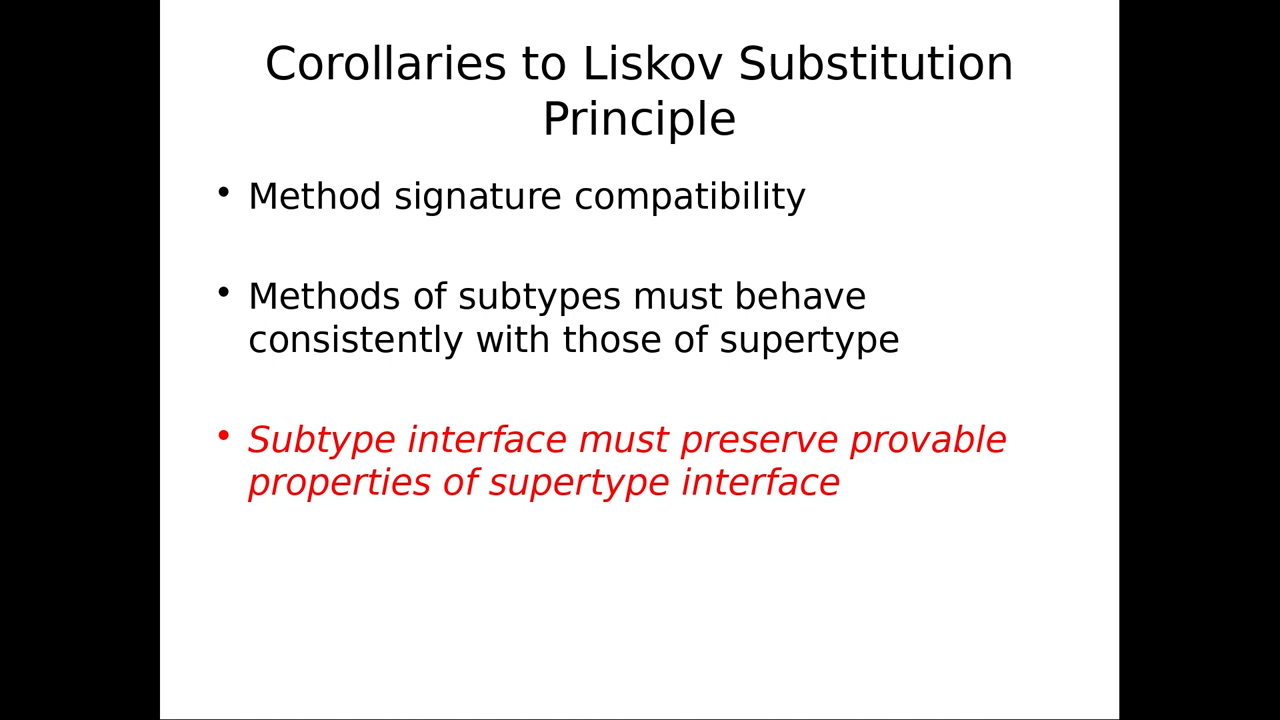 Corollaries to Liskov Substitution
Principle
• Method signature compatibility
• Methods of subtypes must behave
consistently with those of supertype
• Subtype interface must preserve provable
properties of supertype interface